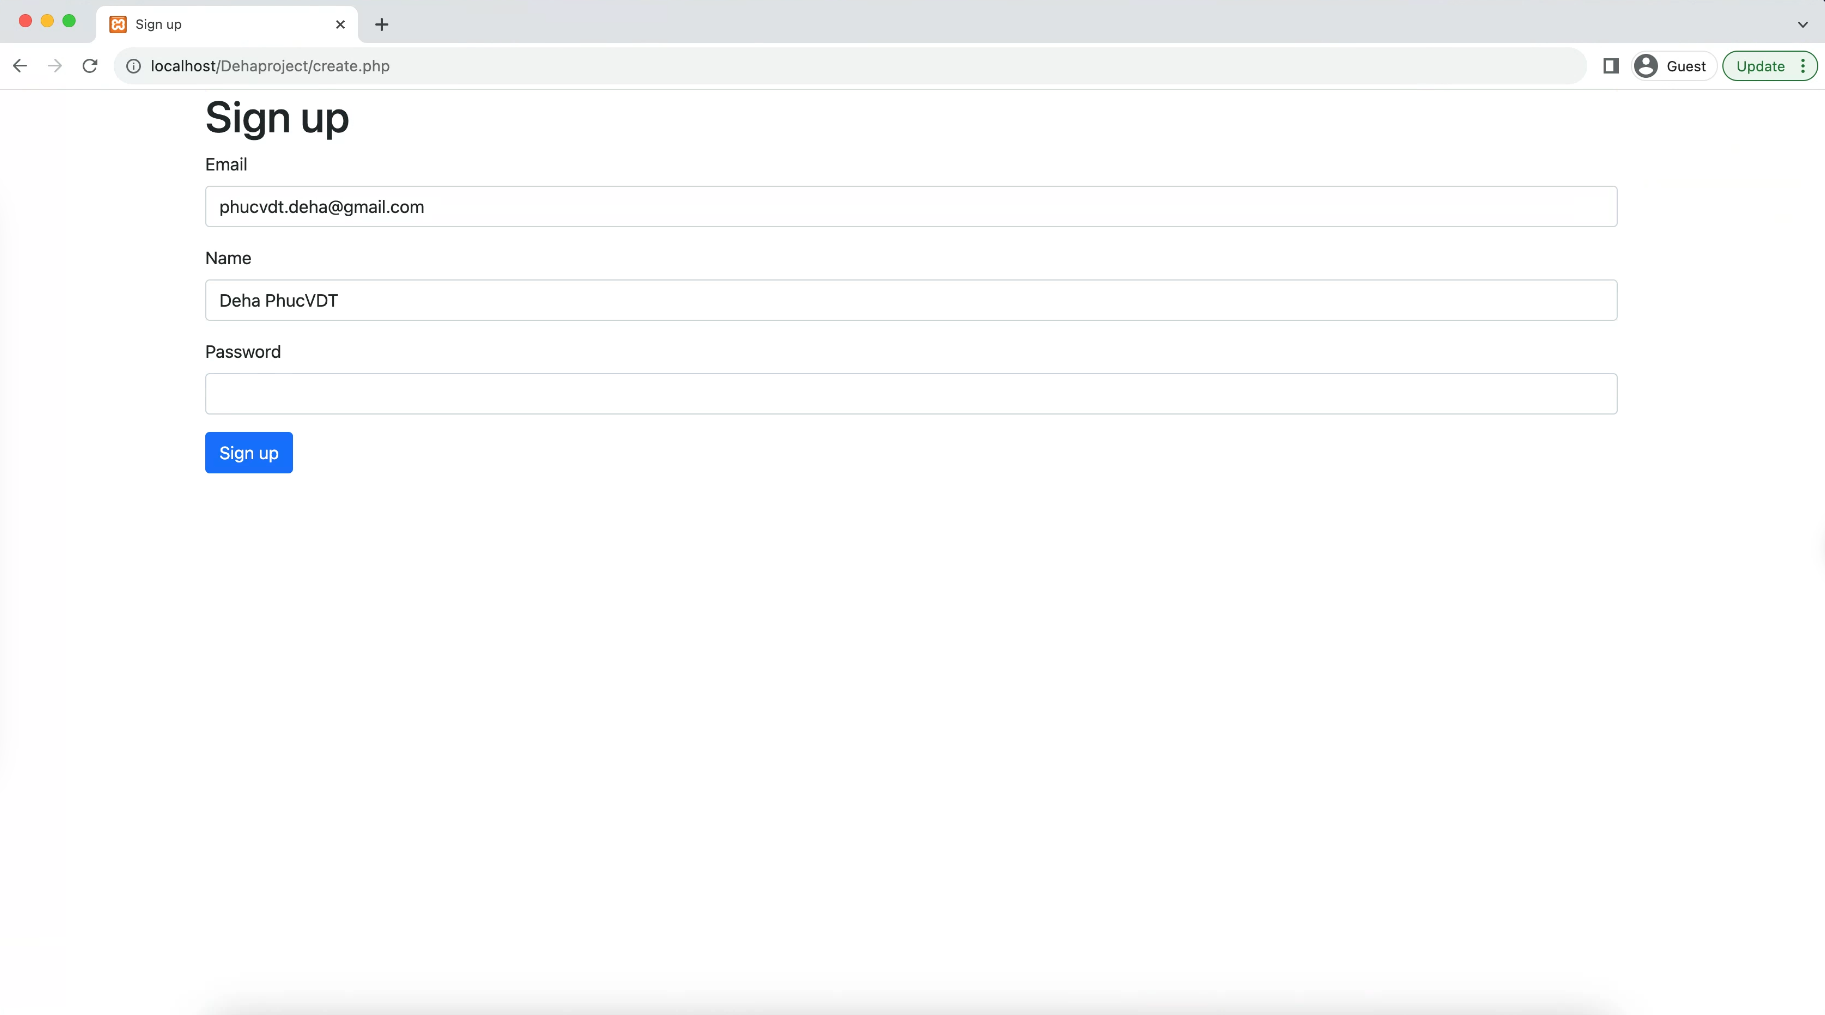 Sign up
localhost/Dehaproject/create.php
Guest
Update
Sign up
Email
phucvdt.deha@gmail.com
Name
Deha PhucVDT
Password
Sign up